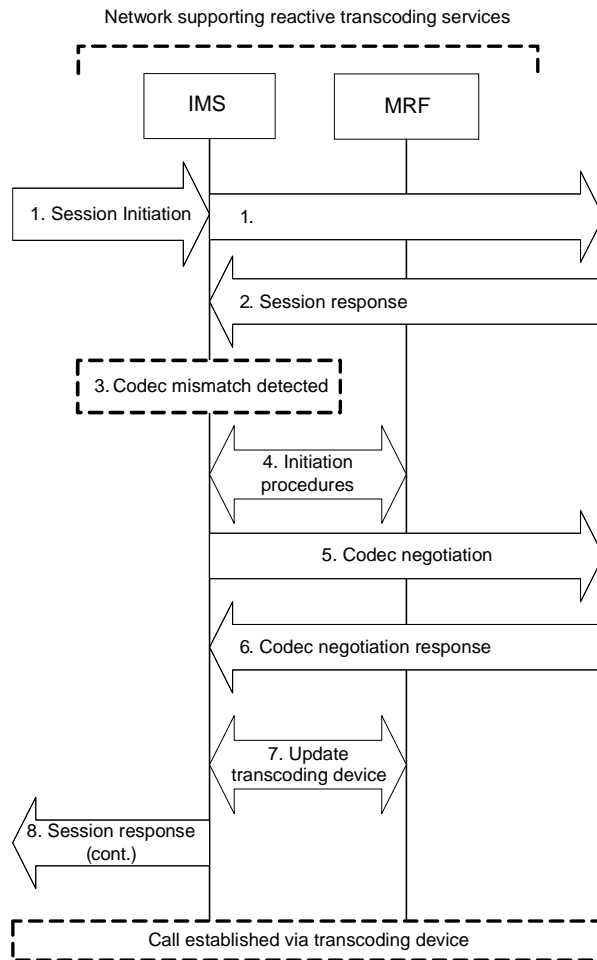 Network supporting reactive transcoding services
IMS
MRF
1. Session Initiation
1.
2. Session response
3. Codec mismatch detected
4. Initiation
procedures
5. Codec negotiation
6. Codec negotiation response
7. Update
transcoding device
8. Session response
(cont.)
Call established via transcoding device